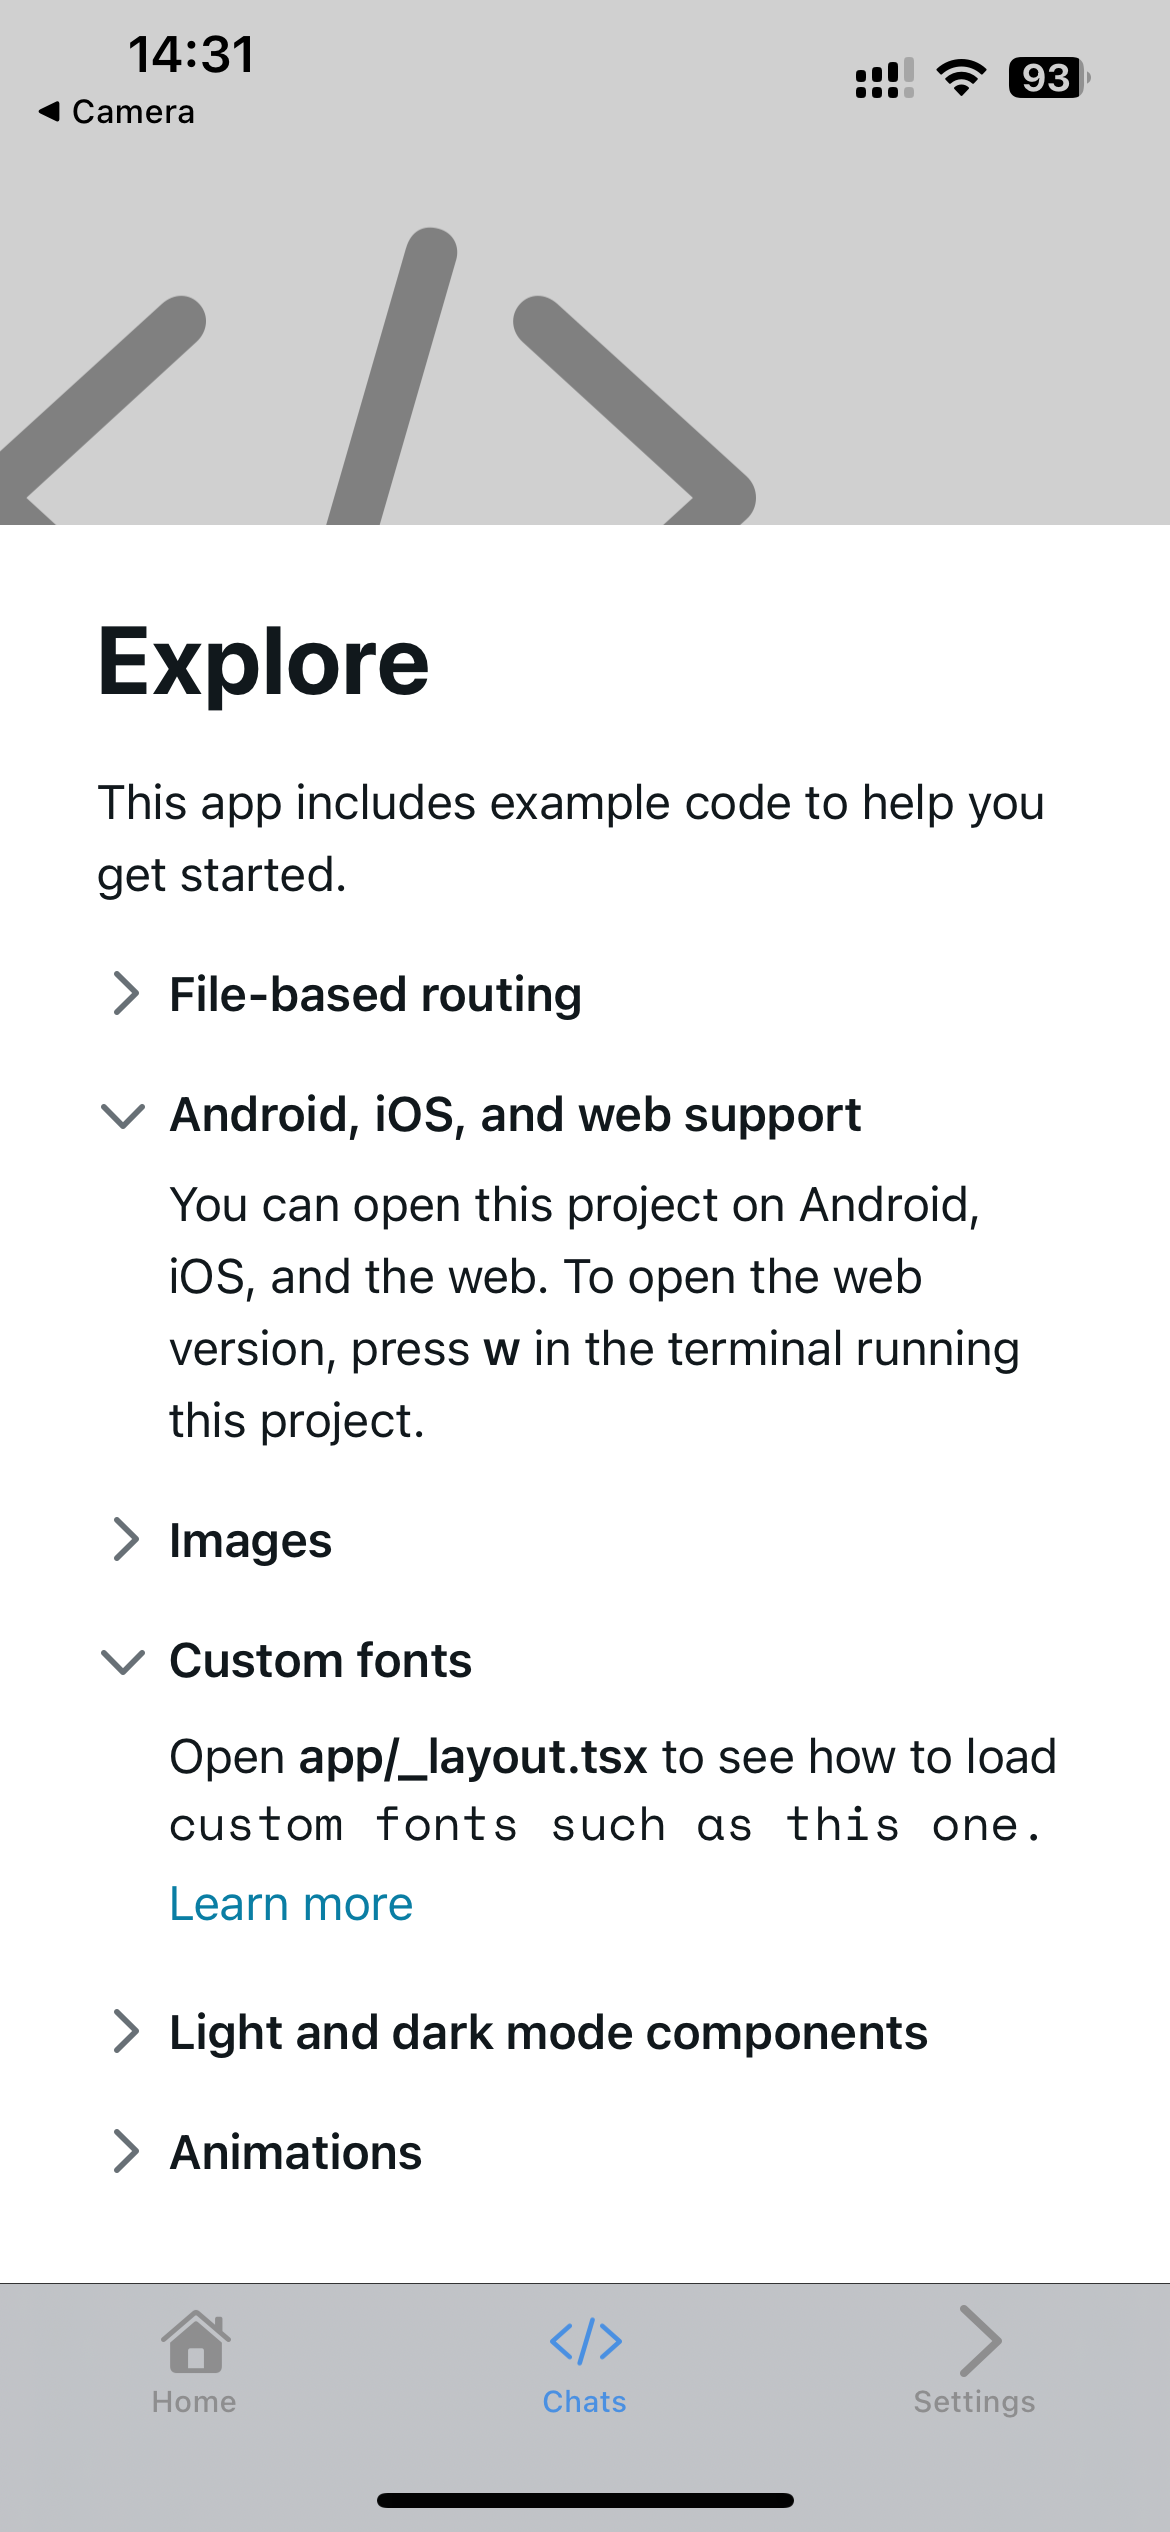 14:31
93
◀ Camera
Explore
This app includes example code to help you
get started.
File-based routing
Android, iOS, and web support
You can open this project on Android,
iOS, and the web. To open the web
version, press w in the terminal running
this project.
Images
Custom fonts
Open app/_layout.tsx to see how to load
custom fonts such as this one.
Learn more
Light and dark mode components
Animations
Home
Chats
Settings